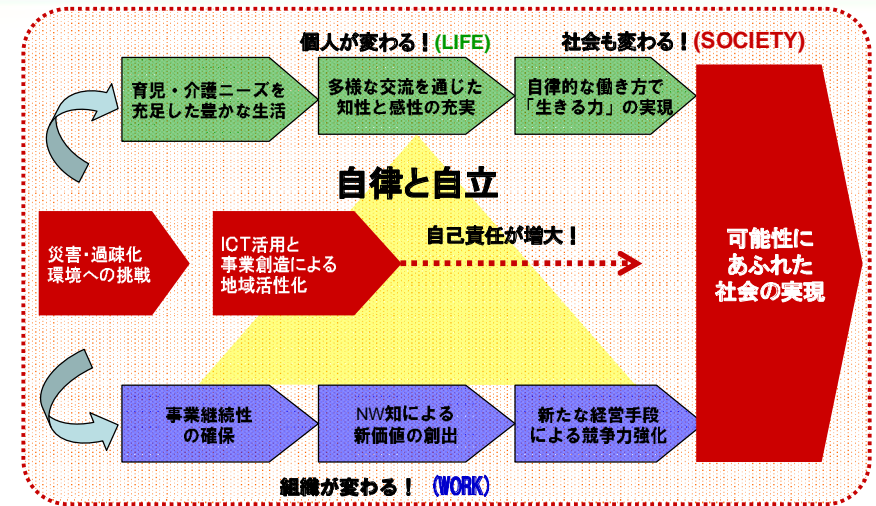 個人が変わる！(LIFE)
社会も変わる！(SOCIETY)
育児・介護ニーズを
充足した豊かな生活
多様な交流を通じた
知性と感性の充実
自律的な働き方で
「生きる力」の実現
自律と自立
災害・過疎化
環境への挑戦
ICT活用と
事業創造による
地域活性化
自己責任が増大！
可能性に
あふれた
社会の実現
事業継続性
の確保
NW知による
新価値の創出
新たな経営手段
による競争力強化
組織が変わる！ (WORK)